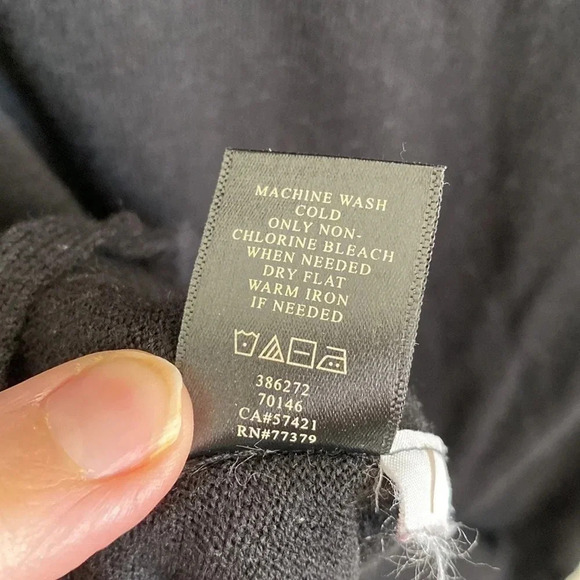 MACHINE WASH
COLD
ONLY NON-
CHLORINE BLEACH
WHEN NEEDED
DRY FLAT
WARM IRON
IF NEEDED
386272
70146
CA#57421
RN#77379